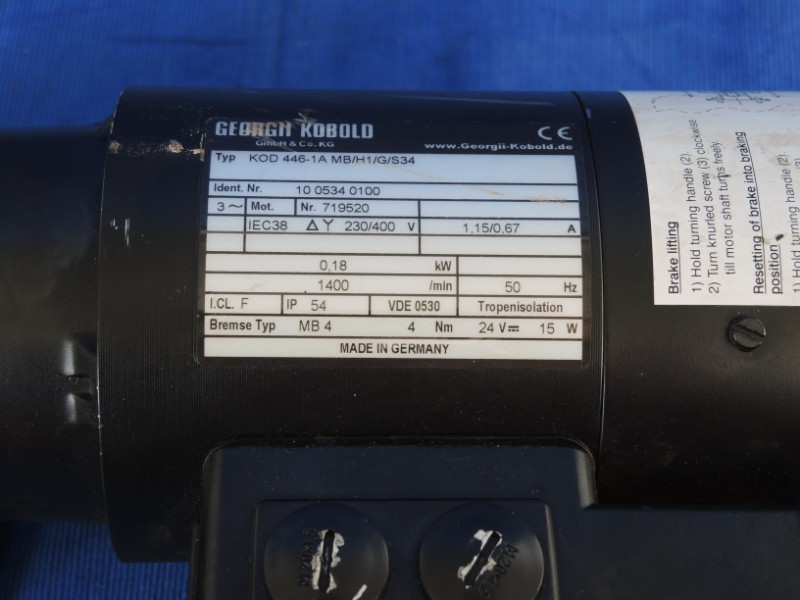 GEORGII KOBOLD
GmbH & Co. KG
www.Georgii-Kobold.de
CE
Typ KOD 446-1A MB/H1/G/S34
Ident. Nr. 10 0534 0100
3~ Mot. Nr. 719520
IEC38 Δ Y 230/400 V 1,15/0,67 A
0,18 kW
1400 /min 50 Hz
I.CL. F IP 54 VDE 0530 Tropenisolation
Bremse Typ MB 4 4 Nm 24 V⎓ 15 W
MADE IN GERMANY
Brake lifting
1) Hold turning handle (2).
2) Turn knurled screw (3) clockwise
till motor shaft turns freely.
Resetting of brake into braking
position
1) Hold turning handle